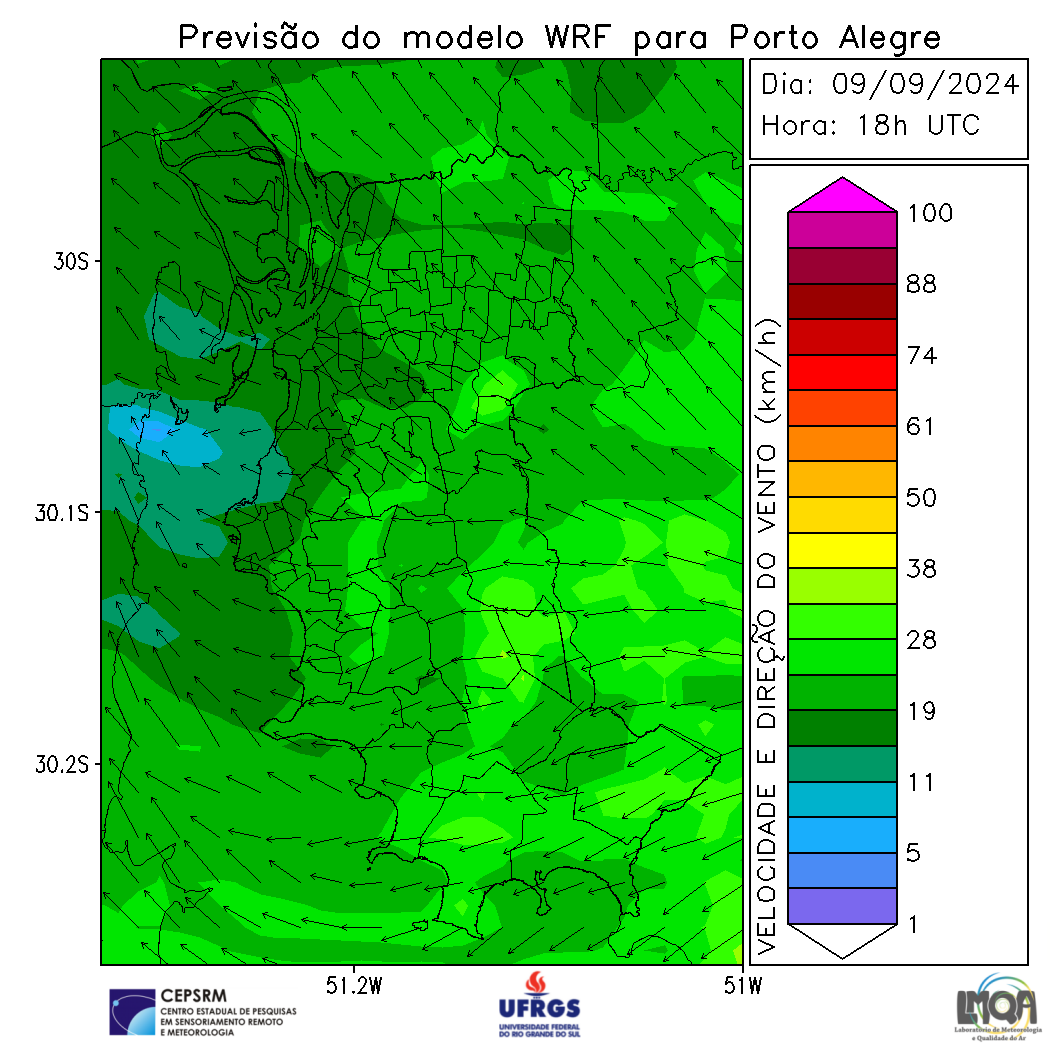 Previsão do modelo WRF para Porto Alegre
Dia: 09/09/2024
Hora: 18h UTC
30S
30.1S
30.2S
51.2W
51W
VELOCIDADE E DIREÇÃO DO VENTO (km/h)
100
88
74
61
50
38
28
19
11
5
1
CEPSRM
CENTRO ESTADUAL DE PESQUISAS
EM SENSORIAMENTO REMOTO
E METEOROLOGIA
UFRGS
UNIVERSIDADE FEDERAL
DO RIO GRANDE DO SUL
LMQA
Laboratório de Meteorologia
e Qualidade do Ar